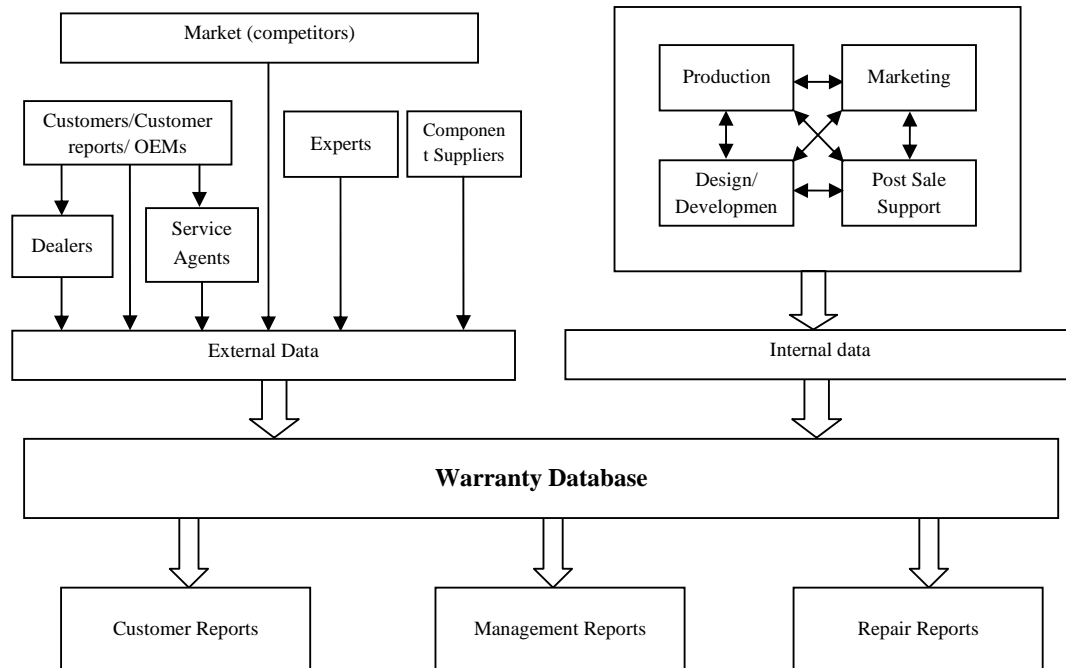 Market (competitors)
Production
Marketing
Customers/Customer
reports/ OEMs
Experts
Componen
t Suppliers
Design/
Developmen
Post Sale
Support
Dealers
Service
Agents
External Data
Internal data
Warranty Database
Customer Reports
Management Reports
Repair Reports